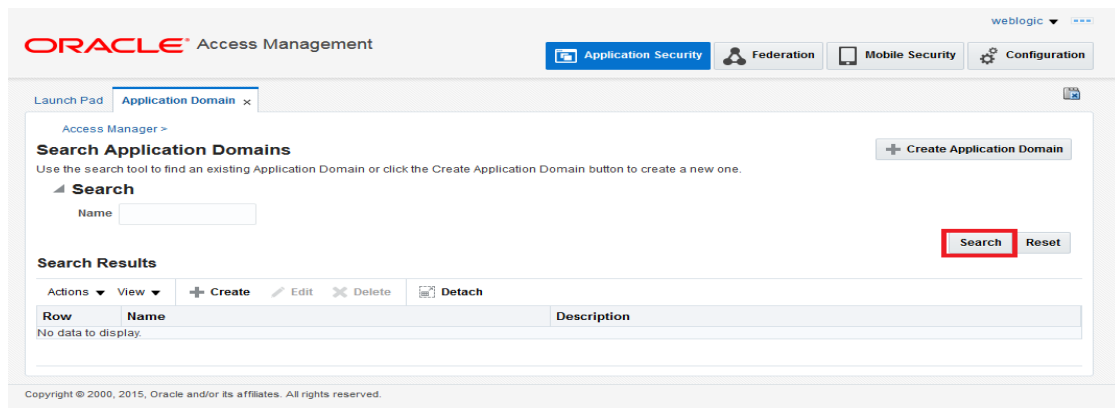 weblogic
ORACLE Access Management
Application Security Federation Mobile Security Configuration
Launch Pad Application Domain x
Access Manager >
Search Application Domains
Create Application Domain
Use the search tool to find an existing Application Domain or click the Create Application Domain button to create a new one.
Search
Name
Search Reset
Search Results
Actions View Create Edit Delete Detach
Row Name Description
No data to display.
Copyright © 2000, 2015, Oracle and/or its affiliates. All rights reserved.